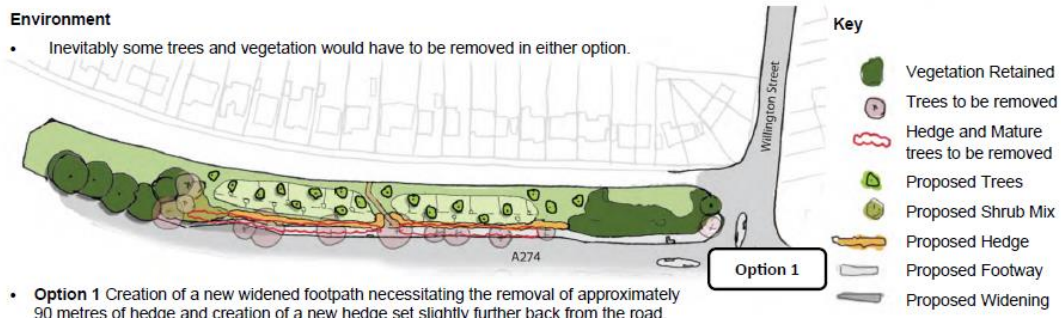 Environment
• Inevitably some trees and vegetation would have to be removed in either option.
Key
Vegetation Retained
Trees to be removed
Hedge and Mature
trees to be removed
Proposed Trees
Proposed Shrub Mix
Proposed Hedge
Proposed Footway
Proposed Widening
Willington Street
A274
Option 1
• Option 1 Creation of a new widened footpath necessitating the removal of approximately
90 metres of hedge and creation of a new hedge set slightly further back from the road